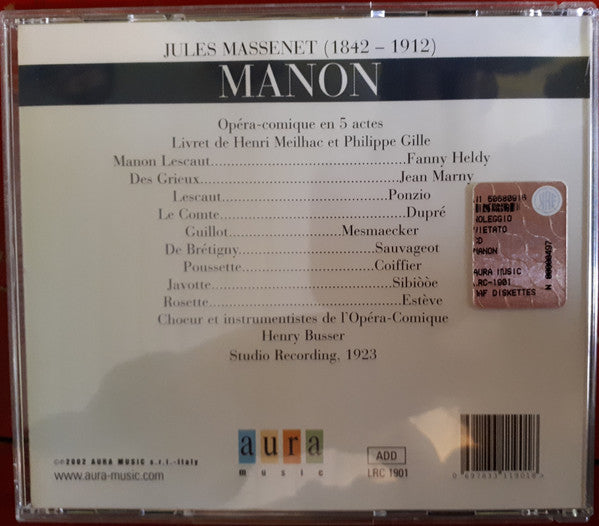 JULES MASSENET (1842 – 1912)
MANON
Opéra-comique en 5 actes
Livret de Henri Meilhac et Philippe Gille
Manon Lescaut..........................................Fanny Heldy
Des Grieux..........................................Jean Marny
Lescaut..........................................Ponzio
Le Comte..........................................Dupré
Guillot........................Mesmaecker
De Brétigny..................................Sauvageot
Poussette..................................Coiffier
Javotte..................................Sibiòòe
Rosette..........................................Estève
Choeur et instrumentistes de l'Opéra-Comique
Henry Busser
Studio Recording, 1923
NOLEGGIO
VIETATO
CD
MANON
AURA MUSIC
LRC-1901
DISKETTES
©℗2002 AURA MUSIC s.r.l.-Italy
www.aura-music.com
aura
music
ADD
LRC 1901